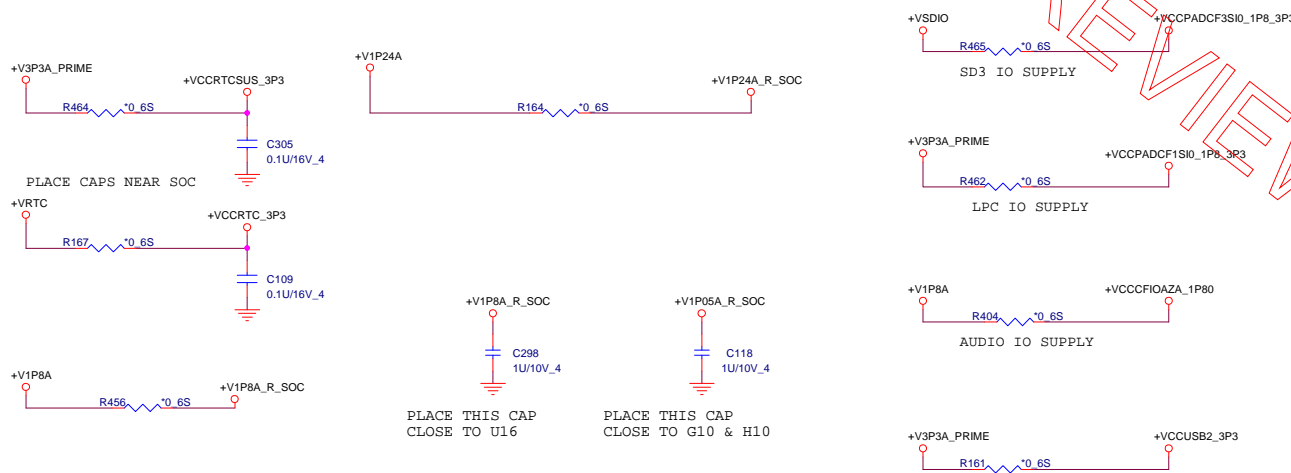 +V3P3A_PRIME
+VCCRTCSUS_3P3
R464
*0_6S
C305
0.1U/16V_4
PLACE CAPS NEAR SOC
+VRTC
+VCCRTC_3P3
R167
*0_6S
C109
0.1U/16V_4
+V1P8A
+V1P8A_R_SOC
R456
*0_6S
+V1P24A
+V1P24A_R_SOC
R164
*0_6S
+V1P8A_R_SOC
C298
1U/10V_4
PLACE THIS CAP
CLOSE TO U16
+V1P05A_R_SOC
C118
1U/10V_4
PLACE THIS CAP
CLOSE TO G10 & H10
+VSDIO
+VCCPADCF3SI0_1P8_3P3
R465
*0_6S
SD3 IO SUPPLY
+V3P3A_PRIME
+VCCPADCF1SI0_1P8_3P3
R462
*0_6S
LPC IO SUPPLY
+V1P8A
+VCCCFIOAZA_1P80
R404
*0_6S
AUDIO IO SUPPLY
+V3P3A_PRIME
+VCCUSB2_3P3
R161
*0_6S